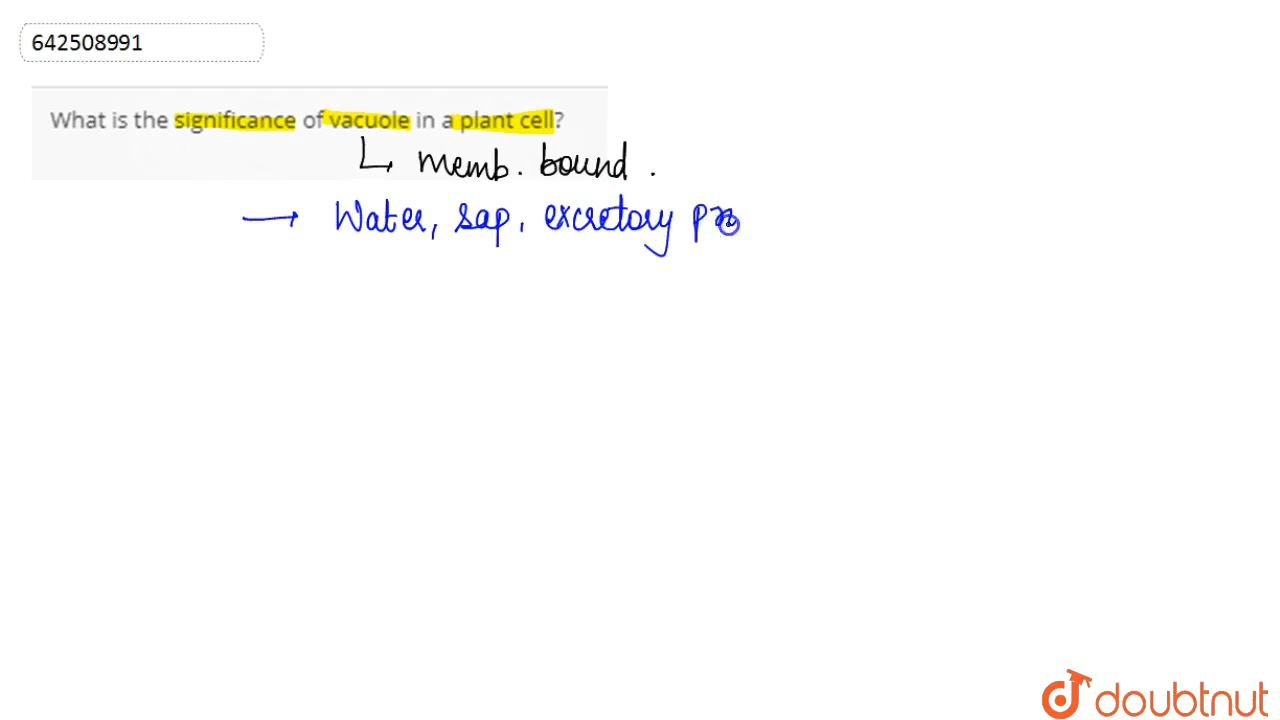 642508991
What is the significance of vacuole in a plant cell?
↳ memb. bound.
→ Water, sap, excretory
doubtnut